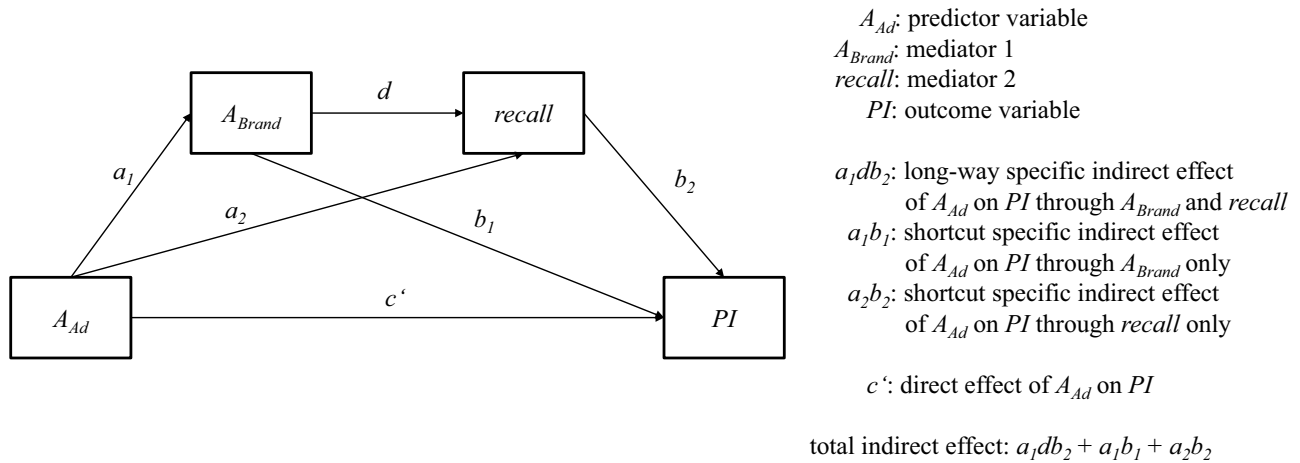 A_Ad: predictor variable
A_Brand: mediator 1
recall: mediator 2
PI: outcome variable
a_1db_2: long-way specific indirect effect
of A_Ad on PI through A_Brand and recall
a_1b_1: shortcut specific indirect effect
of A_Ad on PI through A_Brand only
a_2b_2: shortcut specific indirect effect
of A_Ad on PI through recall only
c‘: direct effect of A_Ad on PI
total indirect effect: a_1db_2 + a_1b_1 + a_2b_2
A_Brand
d
recall
a_1
a_2
b_1
b_2
A_Ad
c‘
PI